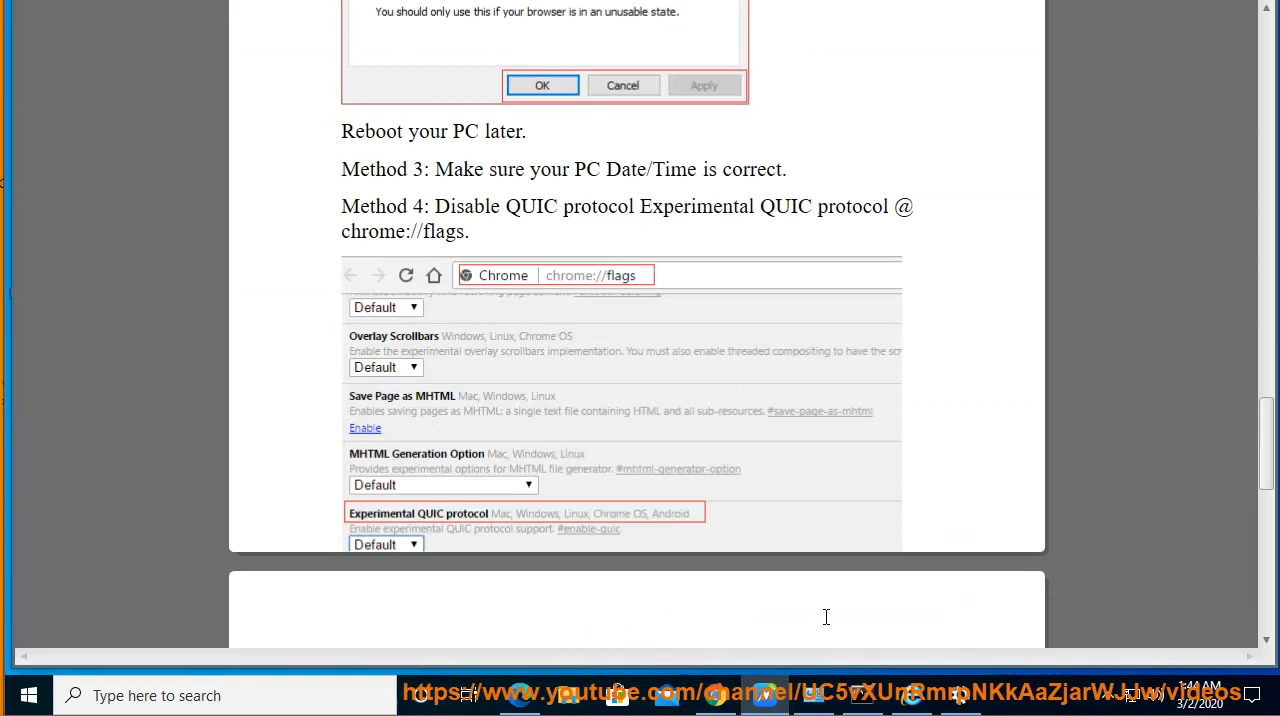 You should only use this if your browser is in an unusable state.
OK Cancel Apply
Reboot your PC later.
Method 3: Make sure your PC Date/Time is correct.
Method 4: Disable QUIC protocol Experimental QUIC protocol @
chrome://flags.
Chrome chrome://flags
Default
Overlay Scrollbars Windows, Linux, Chrome OS
Enable the experimental overlay scrollbars implementation. You must also enable threaded compositing to have the scr
Default
Save Page as MHTML Mac, Windows, Linux
Enables saving pages as MHTML: a single text file containing HTML and all sub-resources. #save-page-as-mhtml
Enable
MHTML Generation Option Mac, Windows, Linux
Provides experimental options for MHTML file generator. #mhtml-generator-option
Default
Experimental QUIC protocol Mac, Windows, Linux, Chrome OS, Android
Enable experimental QUIC protocol support. #enable-quic
Default
Type here to search
1:44 AM
3/2/2020